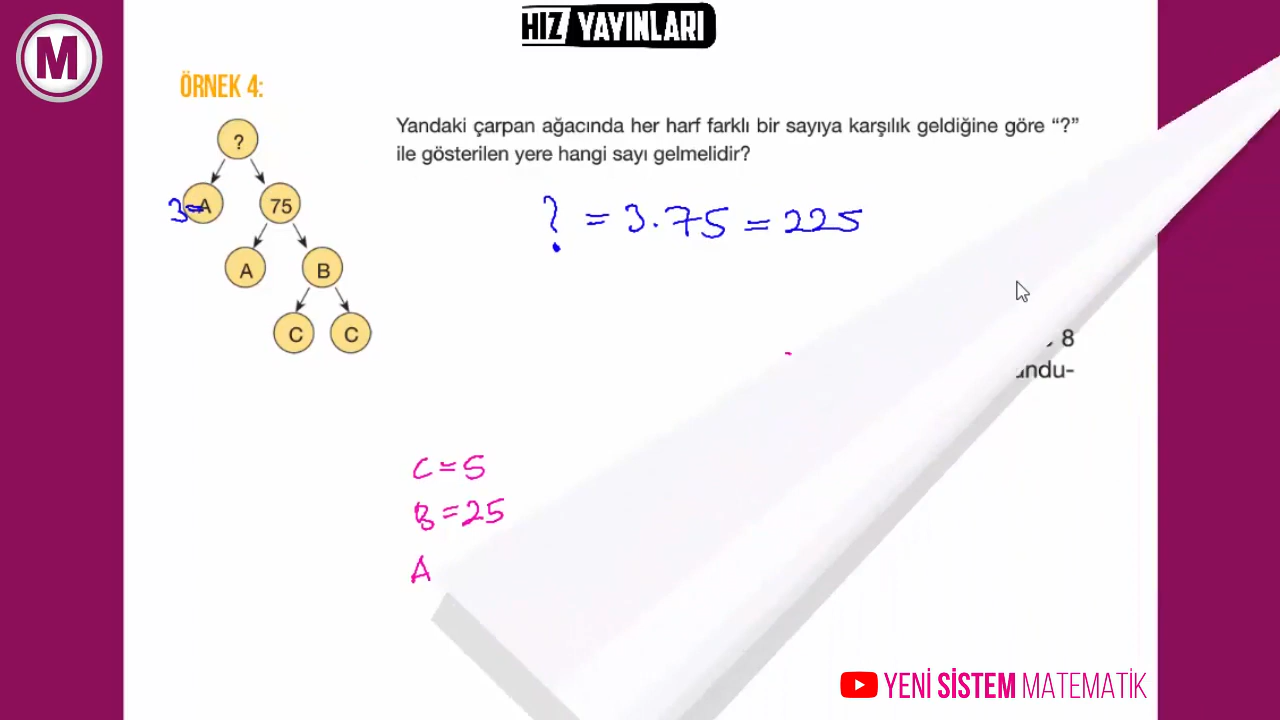 M
HIZ YAYINLARI
ÖRNEK 4:
Yandaki çarpan ağacında her harf farklı bir sayıya karşılık geldiğine göre “?”
ile gösterilen yere hangi sayı gelmelidir?
?
3=A
75
A
B
C
C
? = 3.75 = 225
8
undu-
C=5
B=25
A
YENİ SİSTEM MATEMATİK